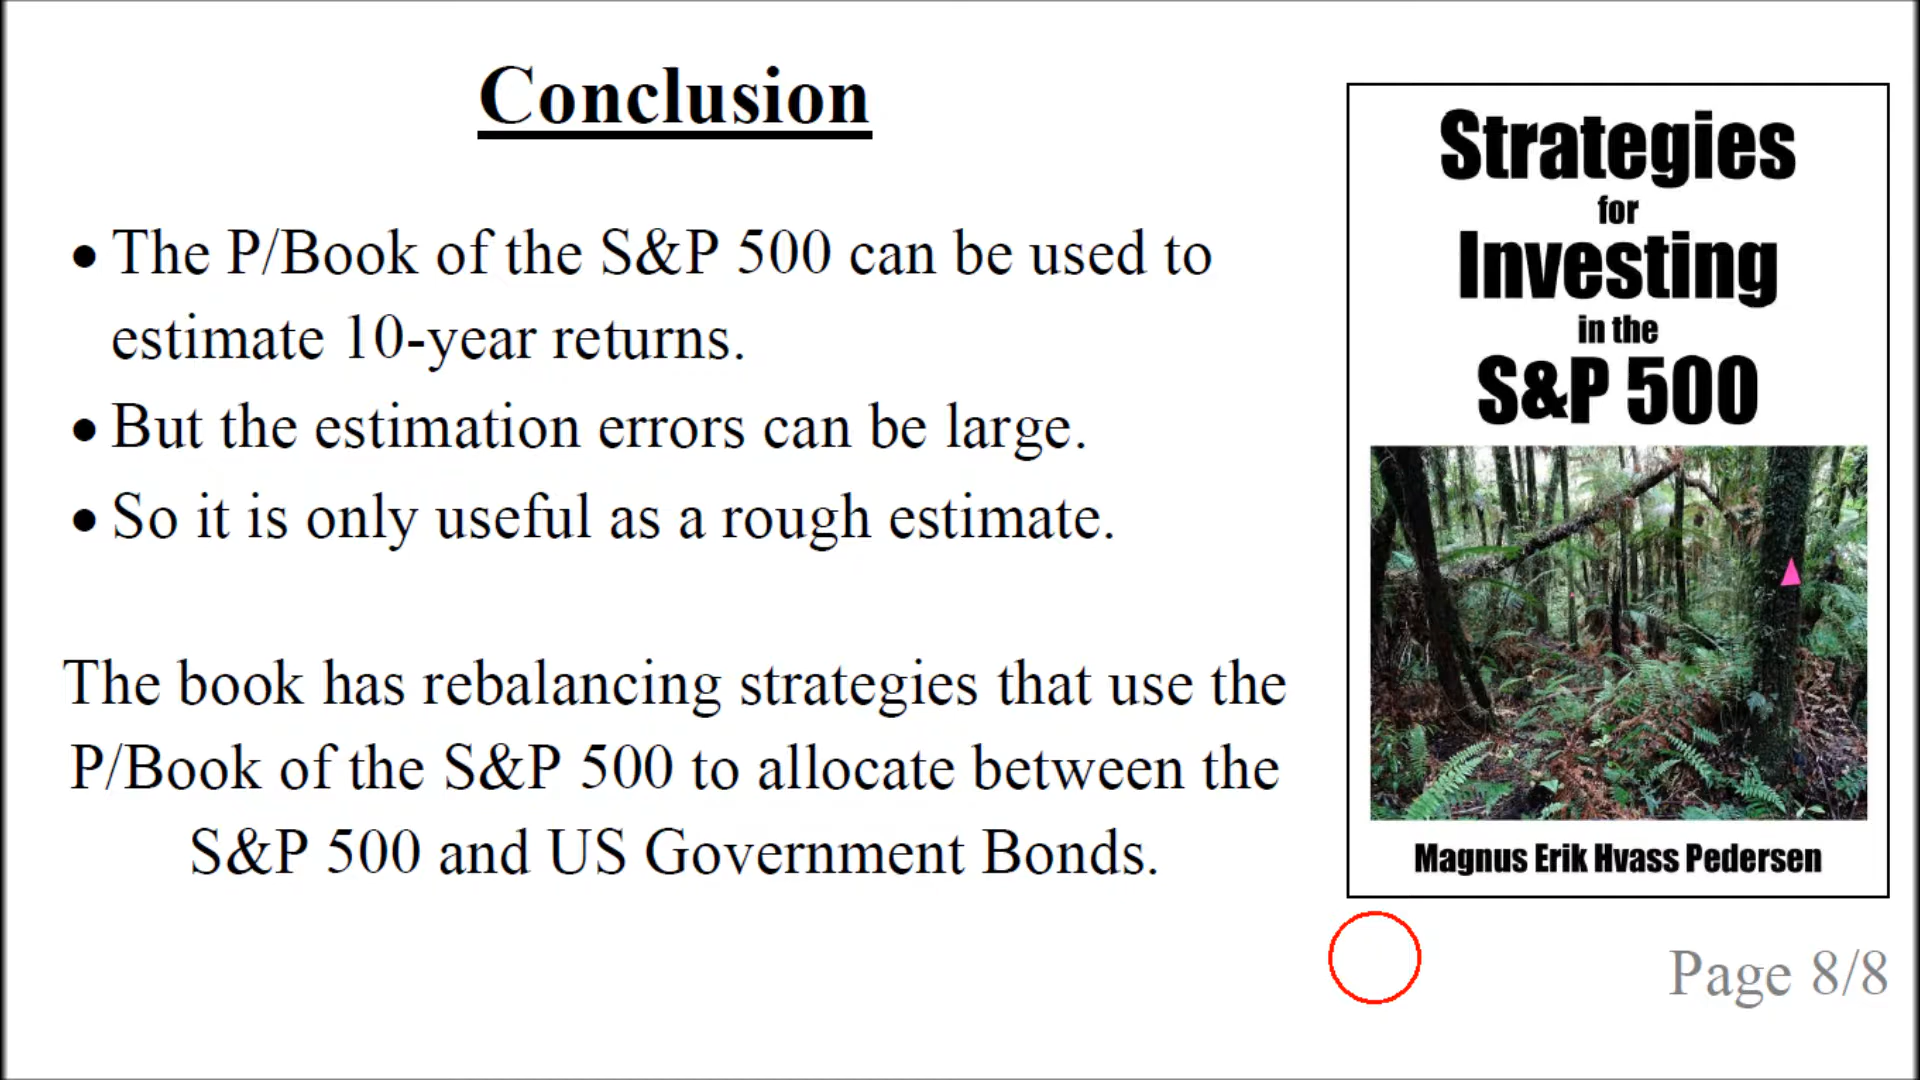 Conclusion
• The P/Book of the S&P 500 can be used to
estimate 10-year returns.
• But the estimation errors can be large.
• So it is only useful as a rough estimate.
The book has rebalancing strategies that use the
P/Book of the S&P 500 to allocate between the
S&P 500 and US Government Bonds.
Strategies
for
Investing
in the
S&P 500
Magnus Erik Hvass Pedersen
Page 8/8